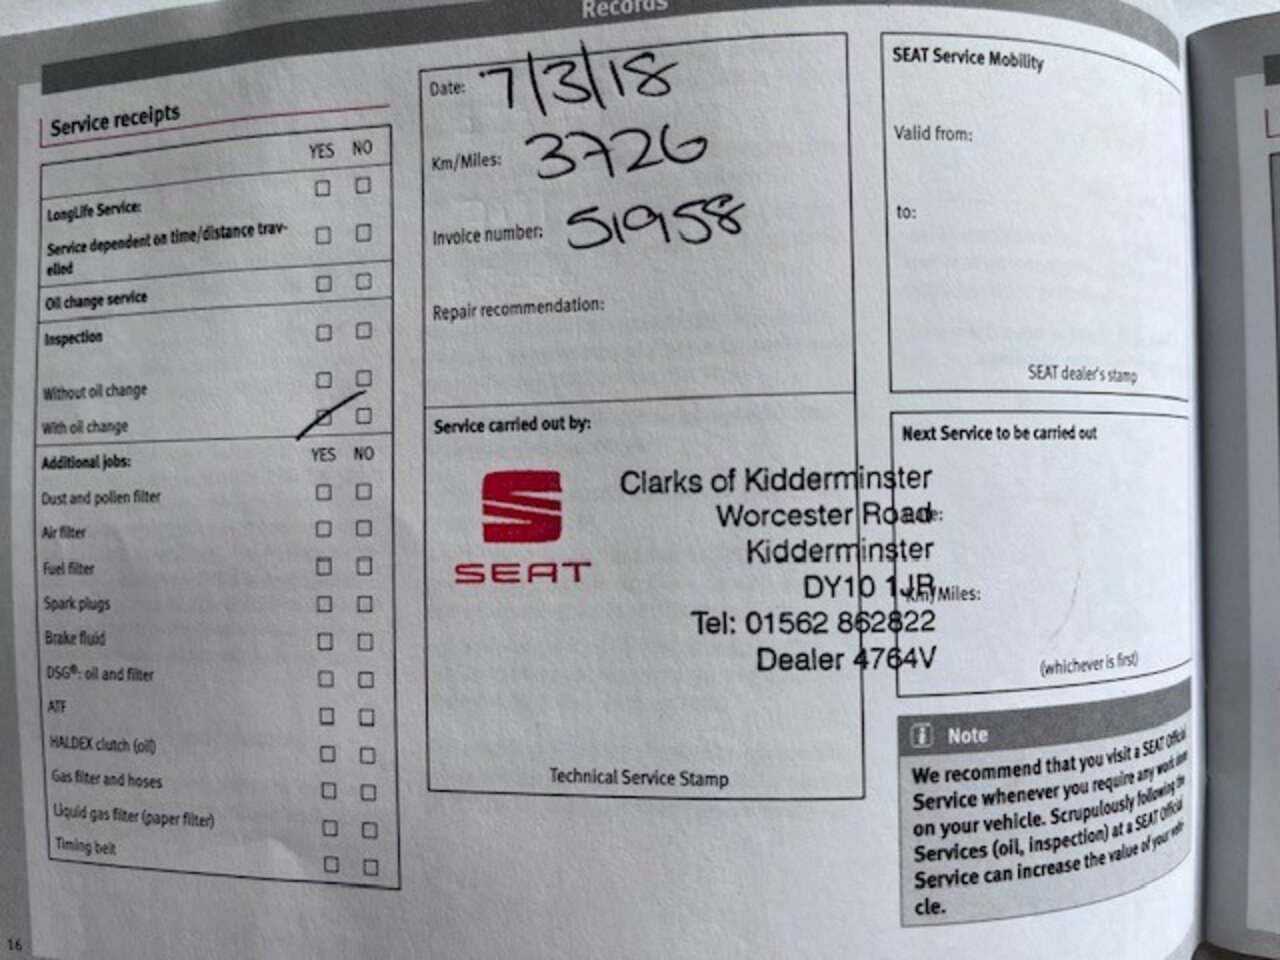 Records
Service receipts
YES NO
LongLife Service:
Service dependent on time/distance trav-
elled
Oil change service
Inspection
Without oil change
With oil change
Additional jobs: YES NO
Dust and pollen filter
Air filter
Fuel filter
Spark plugs
Brake fluid
DSG®: oil and filter
ATF
HALDEX clutch (oil)
Gas filter and hoses
Liquid gas filter (paper filter)
Timing belt
16
Date: 7/3/18
Km/Miles: 3726
Invoice number: 51958
Repair recommendation:
Service carried out by:
SEAT
Clarks of Kidderminster
Worcester Road
Kidderminster
DY10 1JR
Tel: 01562 862822
Dealer 4764V
Technical Service Stamp
SEAT Service Mobility
Valid from:
to:
SEAT dealer's stamp
Next Service to be carried out
Km/Miles:
(whichever is first)
Note
We recommend that you visit a SEAT Official
Service whenever you require any work done
on your vehicle. Scrupulously following the
Services (oil, inspection) at a SEAT Official
Service can increase the value of your vehi-
cle.